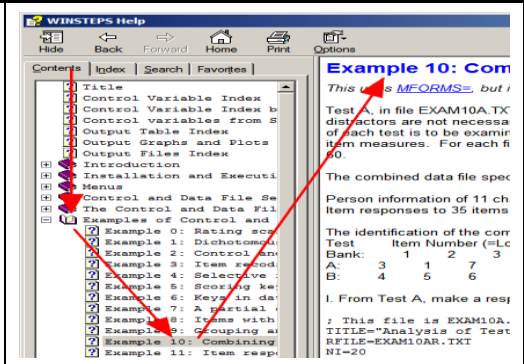 WINSTEPS Help
Hide Back Forward Home Print Options
Contents Index Search Favorites
Title
Control Variable Index
Control Variable Index b
Control variables from S
Output Table Index
Output Graphs and Plots
Output Files Index
Introduction
Installation and Executi
Menus
Control and Data File Se
The Control and Data Fil
Examples of Control and
Example 0: Rating sca
Example 1: Dichotomou
Example 2: Control and
Example 3: Item recodi
Example 4: Selective
Example 5: Scoring key
Example 6: Keys in da
Example 7: A partial
Example 8: Items with
Example 9: Grouping a
Example 10: Combining
Example 11: Item resp
Example 10: Com
This MFORMS=, but i
Test A, in file EXAM10A.TX
distractors are not necessa
of each test is to be examin
item measures. For each fi
60.
The combined data file spec
Person information of 11 cha
Item responses to 35 items
The identification of the com
Test Item Number (=Lo
Bank: 1 2 3
A: 3 1 7
B: 4 5 6
I. From Test A, make a resp
; This file is EXAM10A.
TITLE="Analysis of Test
RFILE=EXAM10AR.TXT
NI=20